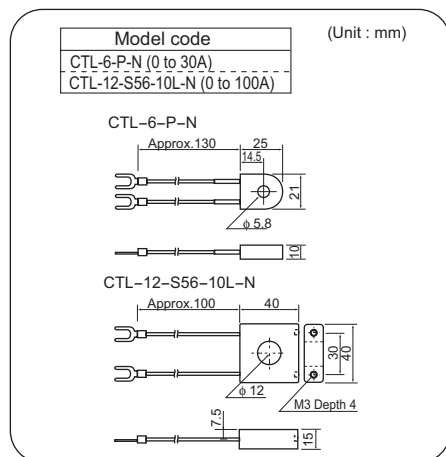 (Unit : mm)
Model code
CTL-6-P-N (0 to 30A)
CTL-12-S56-10L-N (0 to 100A)
CTL−6−P−N
Approx.130
25
14.5
21
ϕ 5.8
10
CTL−12−S56−10L−N
Approx.100
40
30
40
ϕ 12
M3 Depth 4
7.5
15